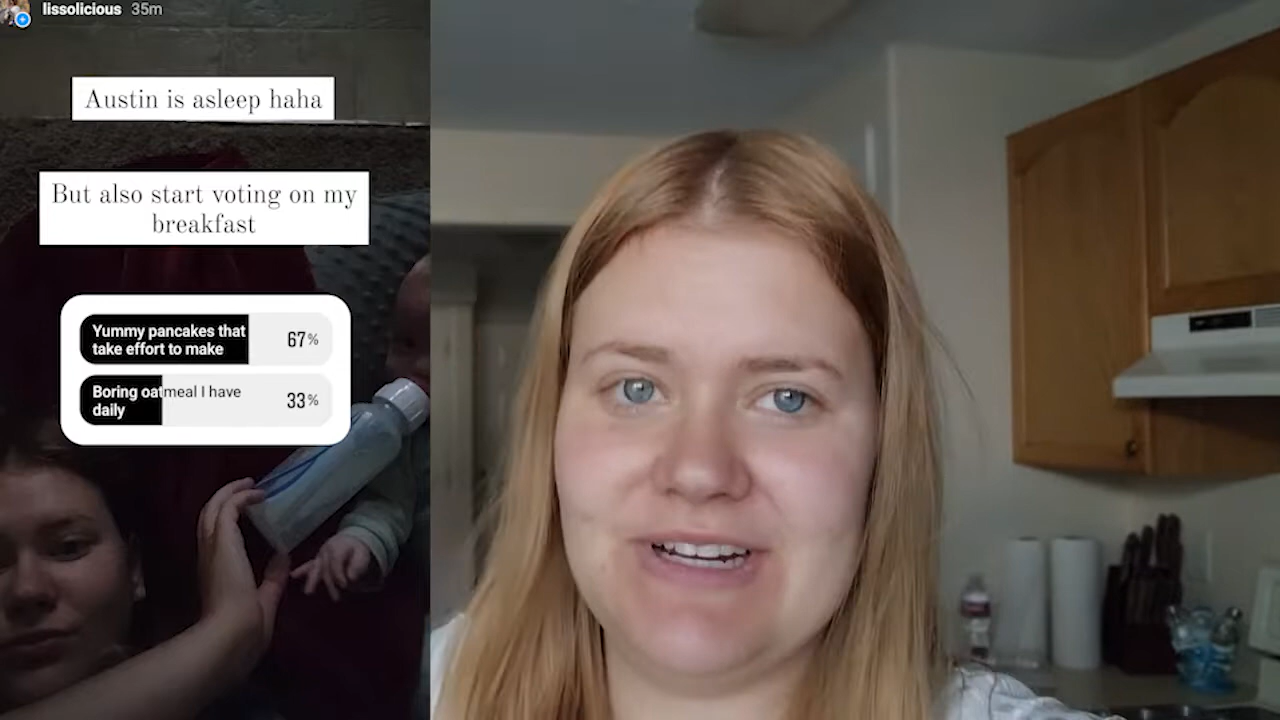 lissolicious 35m
Austin is asleep haha
But also start voting on my
breakfast
Yummy pancakes that
take effort to make
67%
Boring oatmeal I have
daily
33%